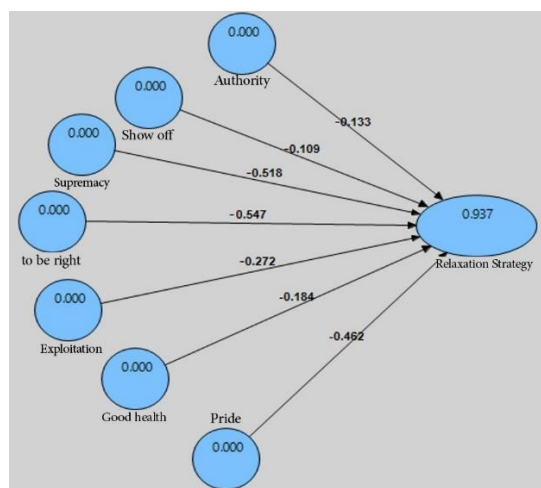 0.000
Authority
0.000
Show off
-0.133
0.000
Supremacy
-0.109
-0.518
0.000
to be right
-0.547
0.937
Relaxation Strategy
-0.272
0.000
Exploitation
-0.184
0.000
Good health
-0.462
Pride
0.000